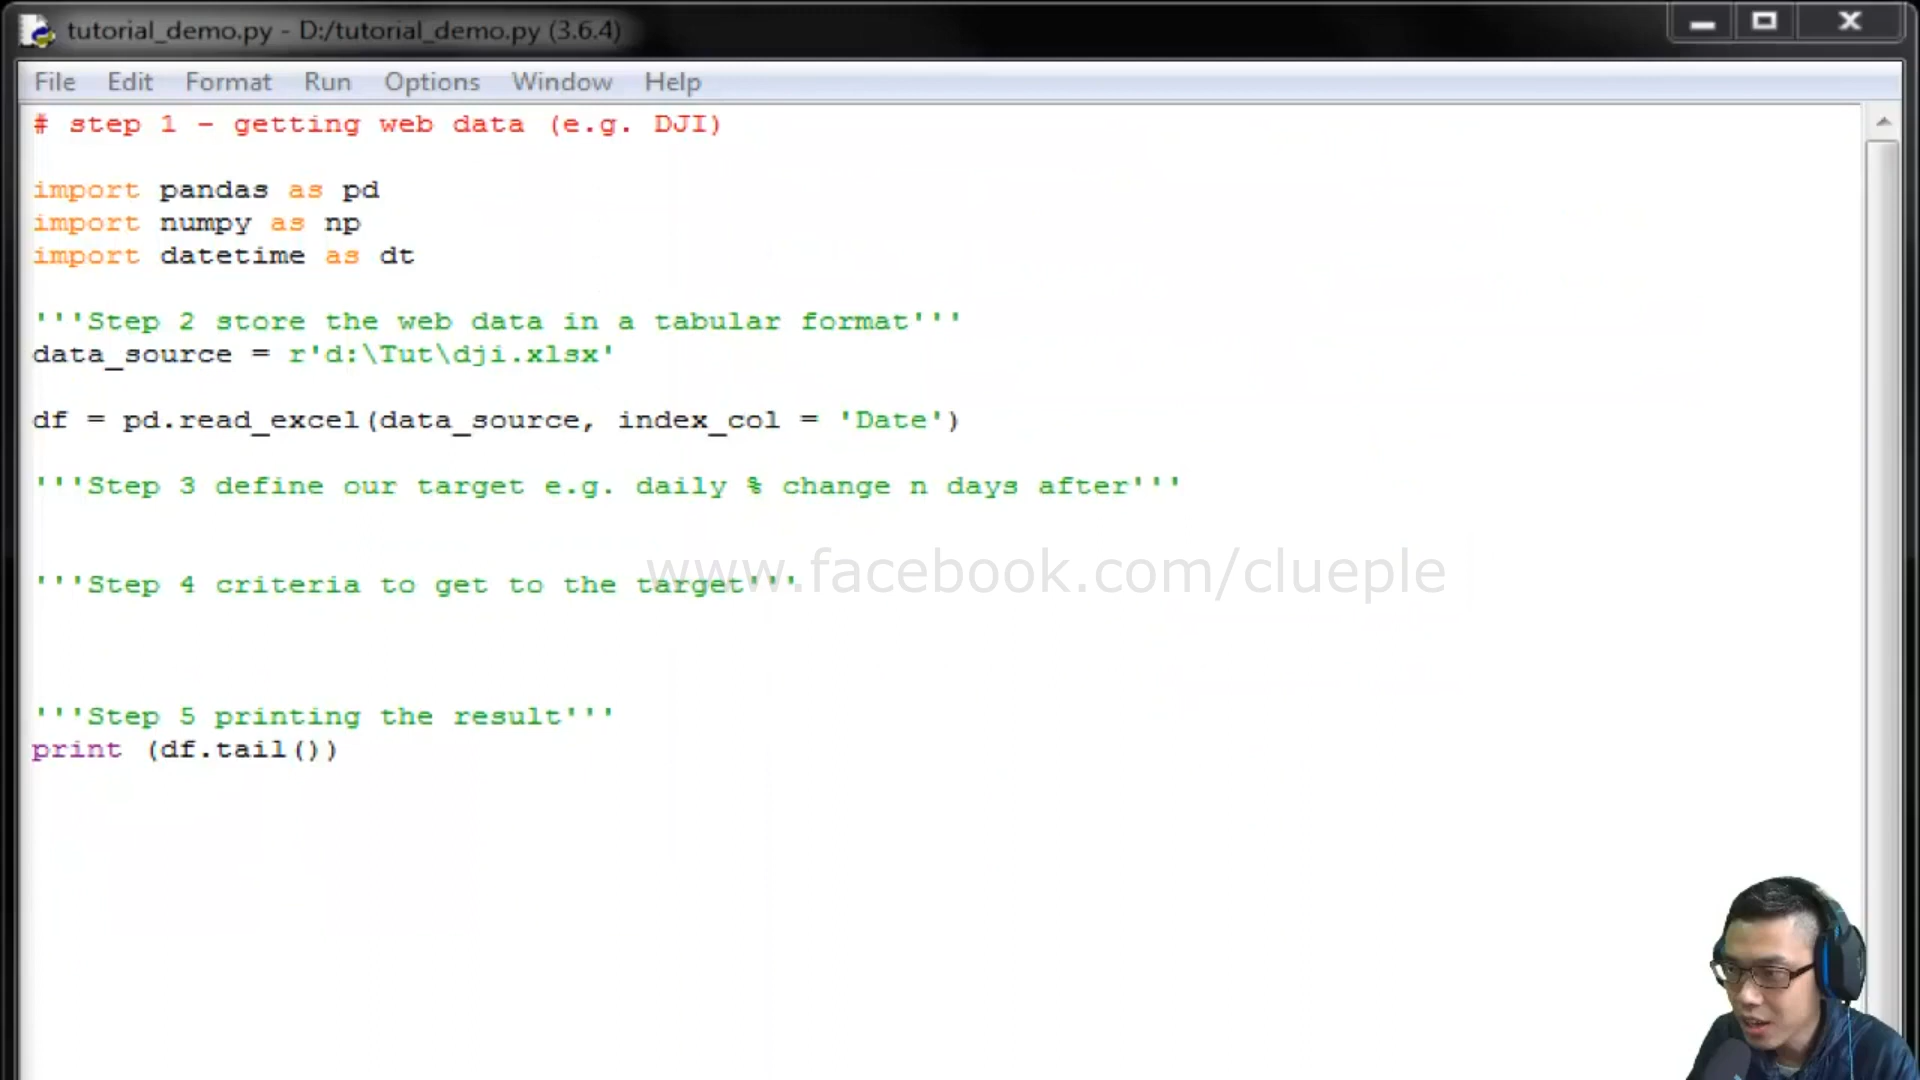 tutorial_demo.py - D:/tutorial_demo.py (3.6.4)
File Edit Format Run Options Window Help
# step 1 - getting web data (e.g. DJI)
import pandas as pd
import numpy as np
import datetime as dt
'''Step 2 store the web data in a tabular format'''
data_source = r'd:\Tut\dji.xlsx'
df = pd.read_excel(data_source, index_col = 'Date')
'''Step 3 define our target e.g. daily % change n days after'''
www.facebook.com/clueple
'''Step 4 criteria to get to the target'''
'''Step 5 printing the result'''
print (df.tail())